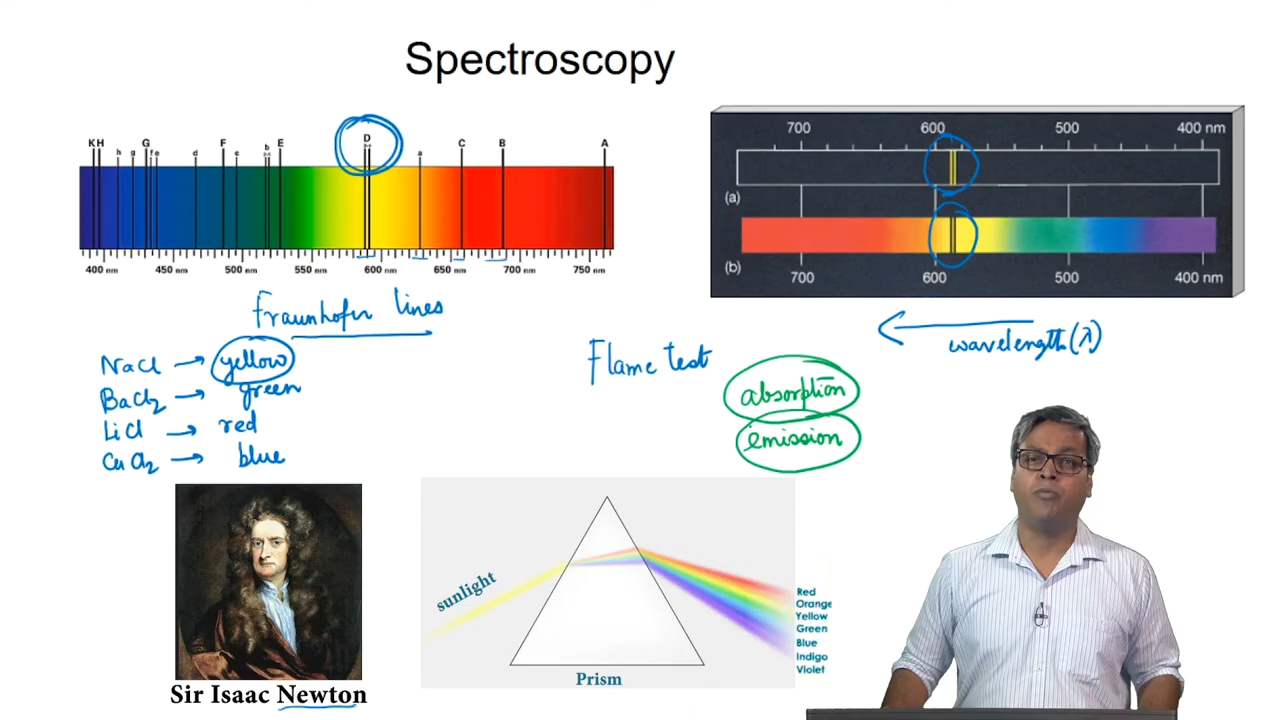 Spectroscopy
KH h g G f e d F c b E D a C B A
400 nm 450 nm 500 nm 550 nm 600 nm 650 nm 700 nm 750 nm
700 600 500 400 nm
(a)
(b)
700 600 500 400 nm
Fraunhofer lines
wavelength (λ)
NaCl → yellow
BaCl2 → green
LiCl → red
CuCl2 → blue
Flame test
absorption
emission
sunlight
Prism
Red
Orange
Yellow
Green
Blue
Indigo
Violet
Sir Isaac Newton